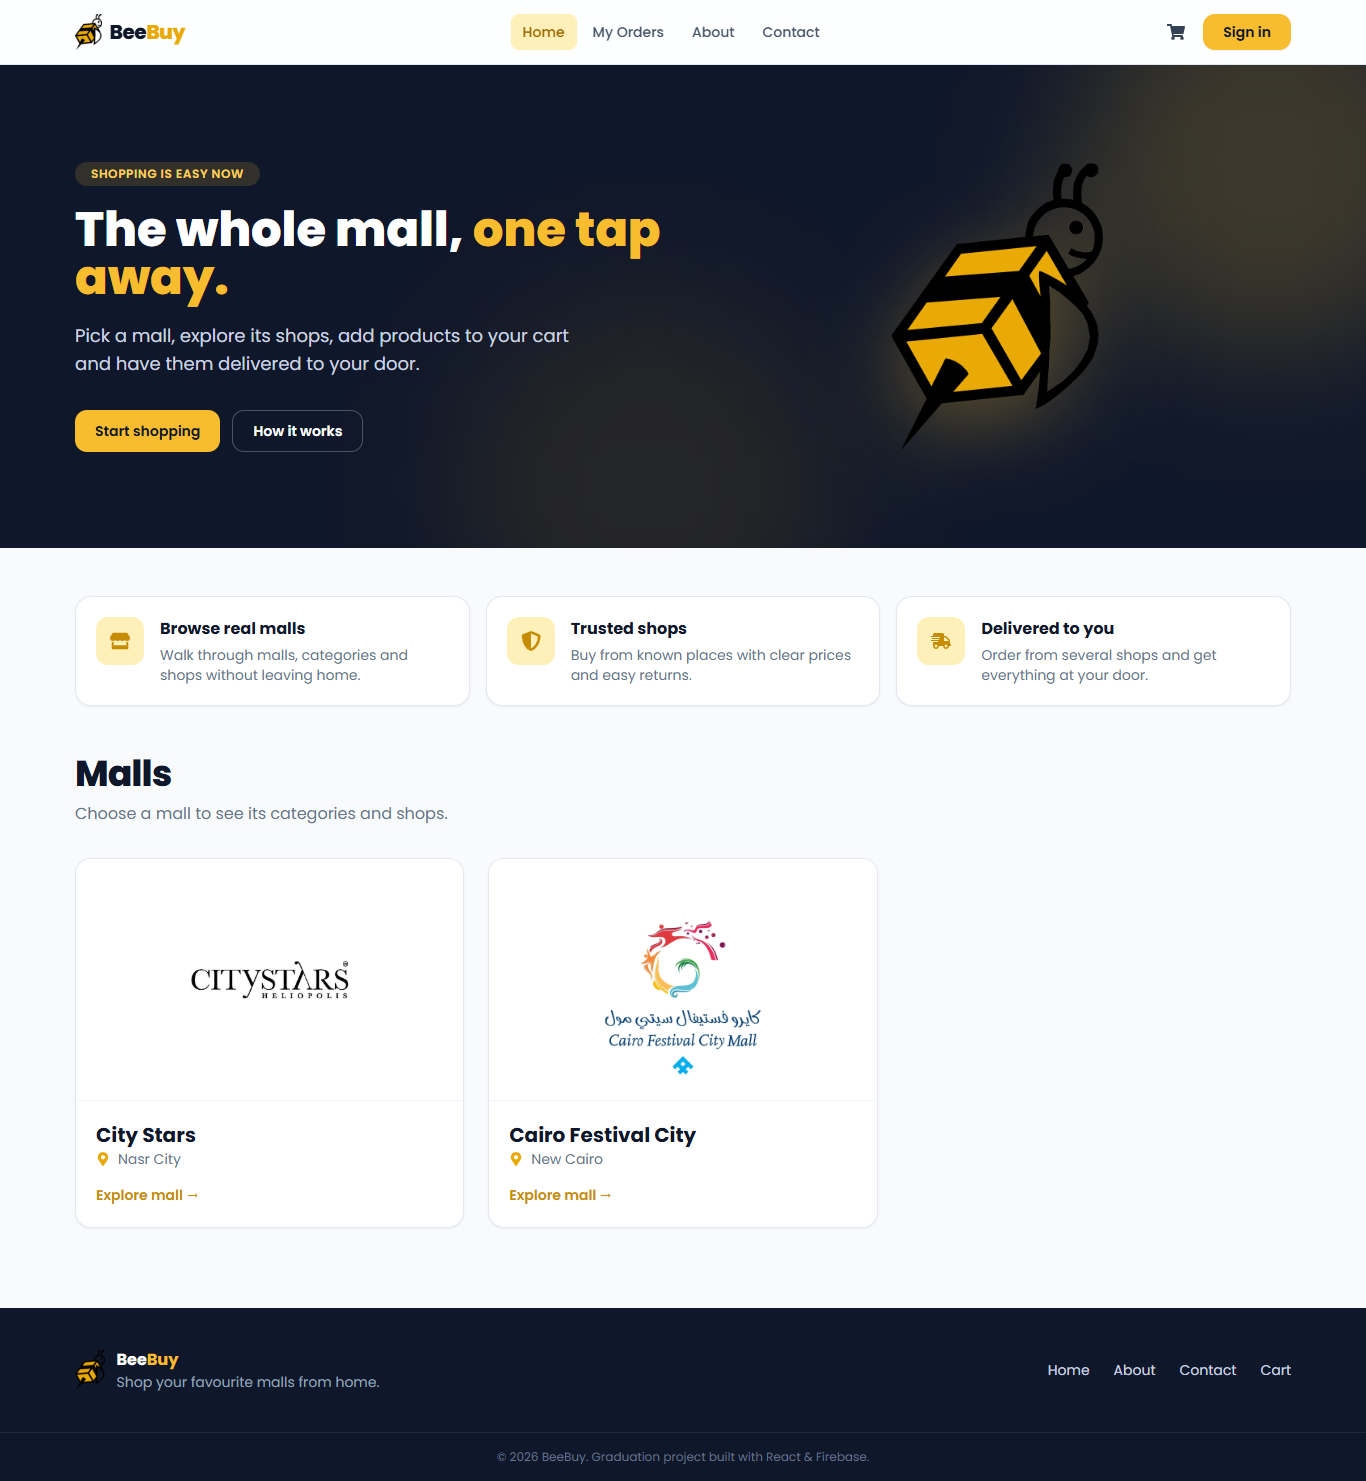 BeeBuy
Home
My Orders
About
Contact
Sign in
SHOPPING IS EASY NOW
The whole mall, one tap
away.
Pick a mall, explore its shops, add products to your cart
and have them delivered to your door.
Start shopping
How it works
Browse real malls
Walk through malls, categories and
shops without leaving home.
Trusted shops
Buy from known places with clear prices
and easy returns.
Delivered to you
Order from several shops and get
everything at your door.
Malls
Choose a mall to see its categories and shops.
CITYSTARS®
HELIOPOLIS
City Stars
Nasr City
Explore mall →
كايرو فستيفال سيتي مول
Cairo Festival City Mall
Cairo Festival City
New Cairo
Explore mall →
BeeBuy
Shop your favourite malls from home.
Home
About
Contact
Cart
© 2026 BeeBuy. Graduation project built with React & Firebase.